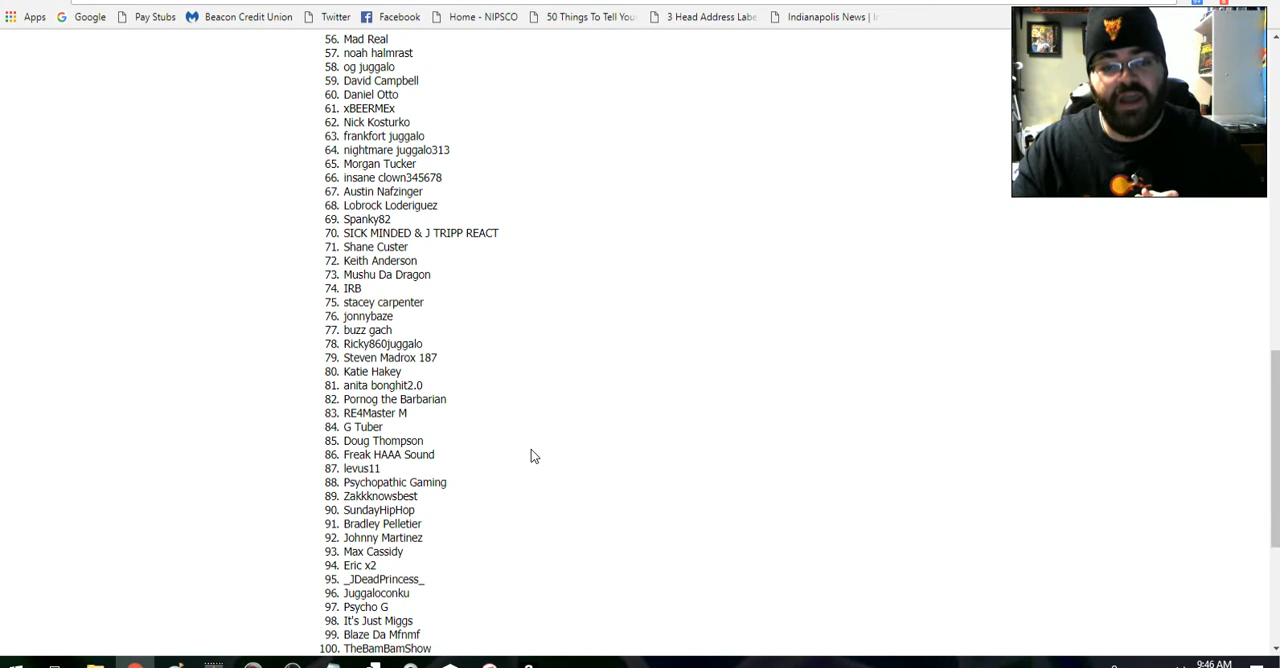 Apps Google Pay Stubs Beacon Credit Union Twitter Facebook Home - NIPSCO 50 Things To Tell You 3 Head Address Labe Indianapolis News |
56. Mad Real
57. noah halmrast
58. og juggalo
59. David Campbell
60. Daniel Otto
61. xBEERMEx
62. Nick Kosturko
63. frankfort juggalo
64. nightmare juggalo313
65. Morgan Tucker
66. insane clown345678
67. Austin Nafzinger
68. Lobrock Loderiguez
69. Spanky82
70. SICK MINDED & J TRIPP REACT
71. Shane Custer
72. Keith Anderson
73. Mushu Da Dragon
74. IRB
75. stacey carpenter
76. jonnybaze
77. buzz gach
78. Ricky860juggalo
79. Steven Madrox 187
80. Katie Hakey
81. anita bonghit2.0
82. Pornog the Barbarian
83. RE4Master M
84. G Tuber
85. Doug Thompson
86. Freak HAAA Sound
87. levus11
88. Psychopathic Gaming
89. Zakkknowsbest
90. SundayHipHop
91. Bradley Pelletier
92. Johnny Martinez
93. Max Cassidy
94. Eric x2
95. _JDeadPrincess_
96. Juggaloconku
97. Psycho G
98. It's Just Miggs
99. Blaze Da Mfnmf
100. TheBamBamShow
9:46 AM